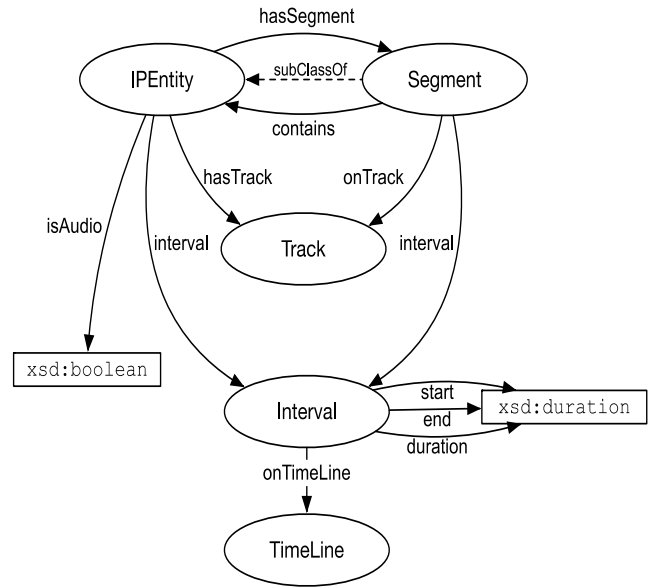 hasSegment
IPEntity
subClassOf
Segment
contains
hasTrack
onTrack
isAudio
interval
Track
interval
xsd:boolean
Interval
start
end
duration
xsd:duration
onTimeLine
TimeLine